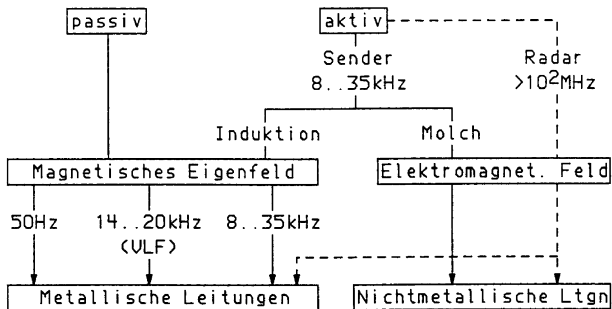 passiv aktiv
Sender Radar
8..35kHz >10²MHz
Induktion Molch
Magnetisches Eigenfeld Elektromagnet. Feld
50Hz 14..20kHz 8..35kHz
(VLF)
Metallische Leitungen Nichtmetallische Ltgn